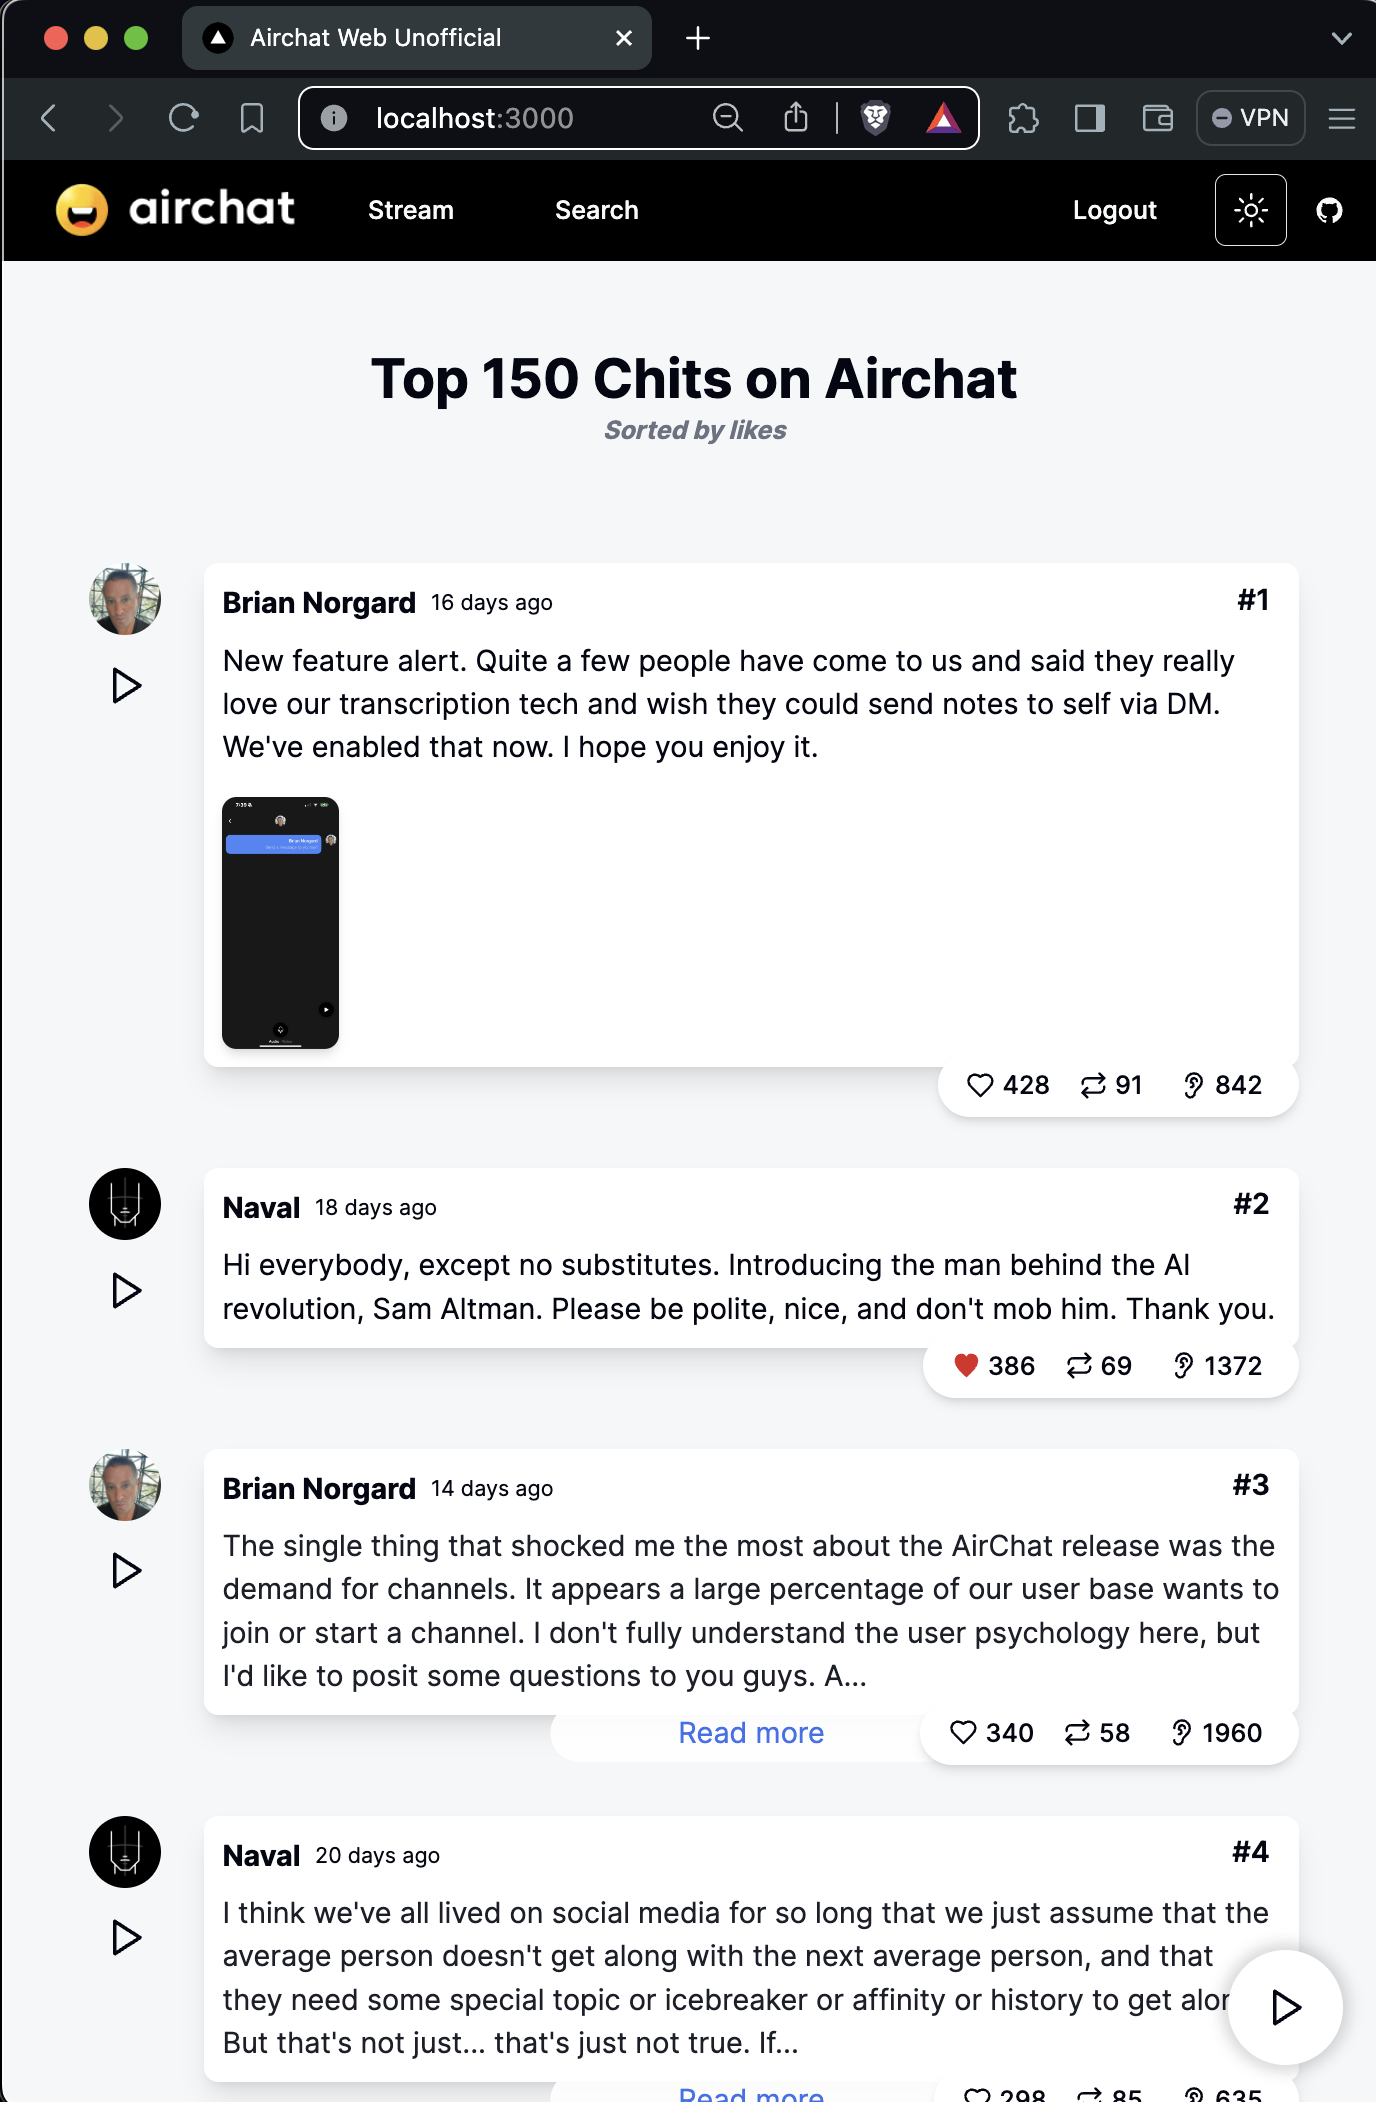 Airchat Web Unofficial
localhost:3000
VPN
airchat
Stream
Search
Logout
Top 150 Chits on Airchat
Sorted by likes
Brian Norgard 16 days ago
#1
New feature alert. Quite a few people have come to us and said they really
love our transcription tech and wish they could send notes to self via DM.
We've enabled that now. I hope you enjoy it.
7:39
Brian Norgard
Audio
428 91 842
Naval 18 days ago
#2
Hi everybody, except no substitutes. Introducing the man behind the AI
revolution, Sam Altman. Please be polite, nice, and don't mob him. Thank you.
386 69 1372
Brian Norgard 14 days ago
#3
The single thing that shocked me the most about the AirChat release was the
demand for channels. It appears a large percentage of our user base wants to
join or start a channel. I don't fully understand the user psychology here, but
I'd like to posit some questions to you guys. A...
Read more
340 58 1960
Naval 20 days ago
#4
I think we've all lived on social media for so long that we just assume that the
average person doesn't get along with the next average person, and that
they need some special topic or icebreaker or affinity or history to get alon
But that's not just... that's just not true. If...
Read more
298 85 635